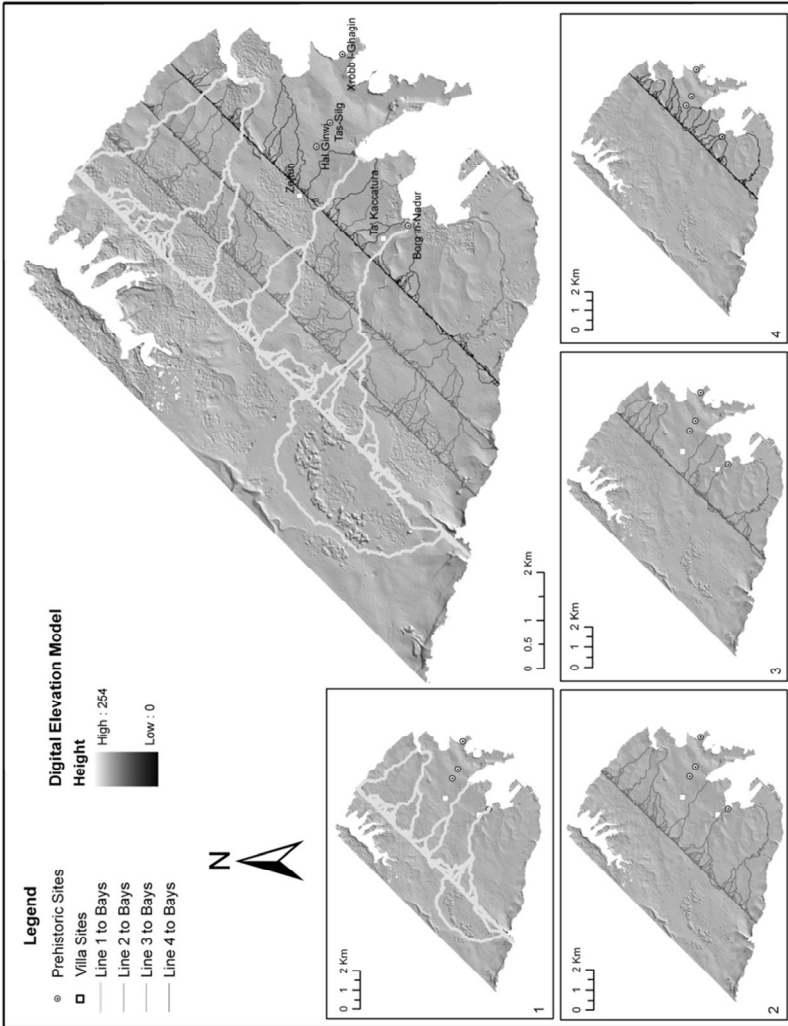 Legend
Prehistoric Sites
Villa Sites
Line 1 to Bays
Line 2 to Bays
Line 3 to Bays
Line 4 to Bays
Digital Elevation Model
Height
High : 254
Low : 0
N
Zejtun
Hal Ginwi
Tas-Silg
Xrobb l-Ghagin
Ta' Kaccatura
Borg n-Nadur
0 0.5 1 2 Km
0 1 2 Km
1
0 1 2 Km
2
0 1 2 Km
3
0 1 2 Km
4